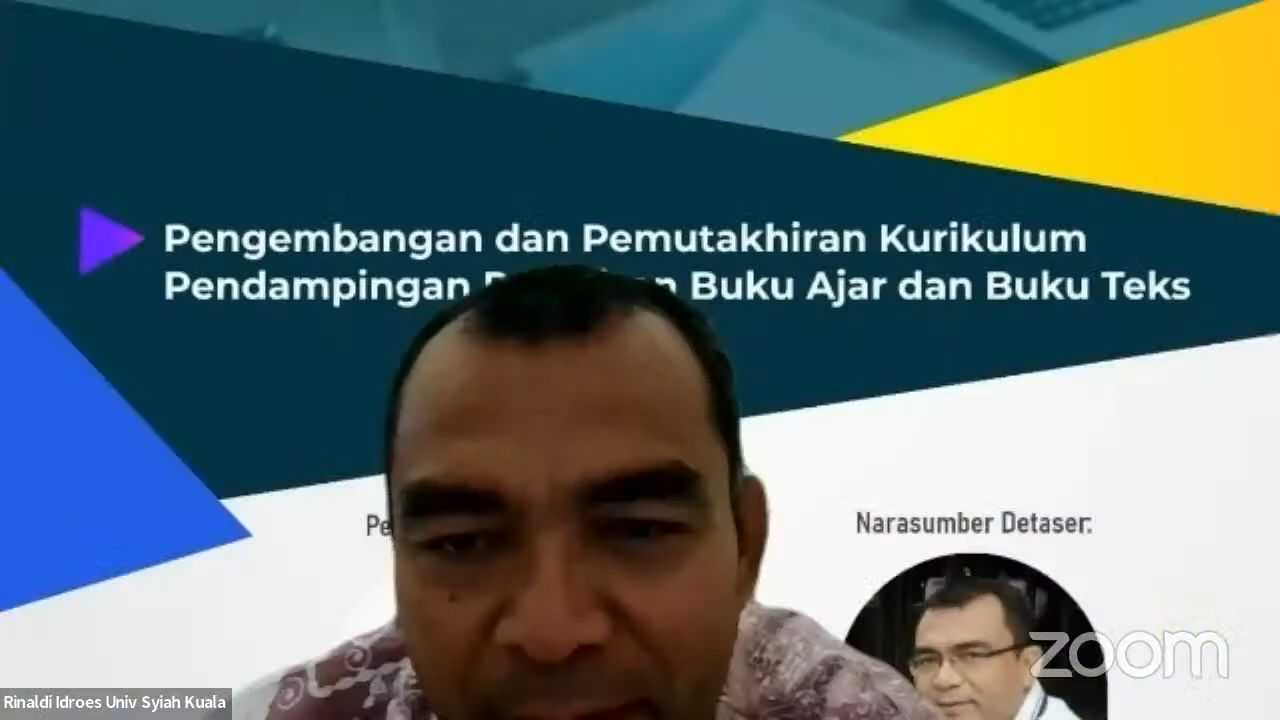 Pengembangan dan Pemutakhiran Kurikulum
Pendampingan Buku Ajar dan Buku Teks
Narasumber Detaser:
zoom
Rinaldi Idroes Univ Syiah Kuala